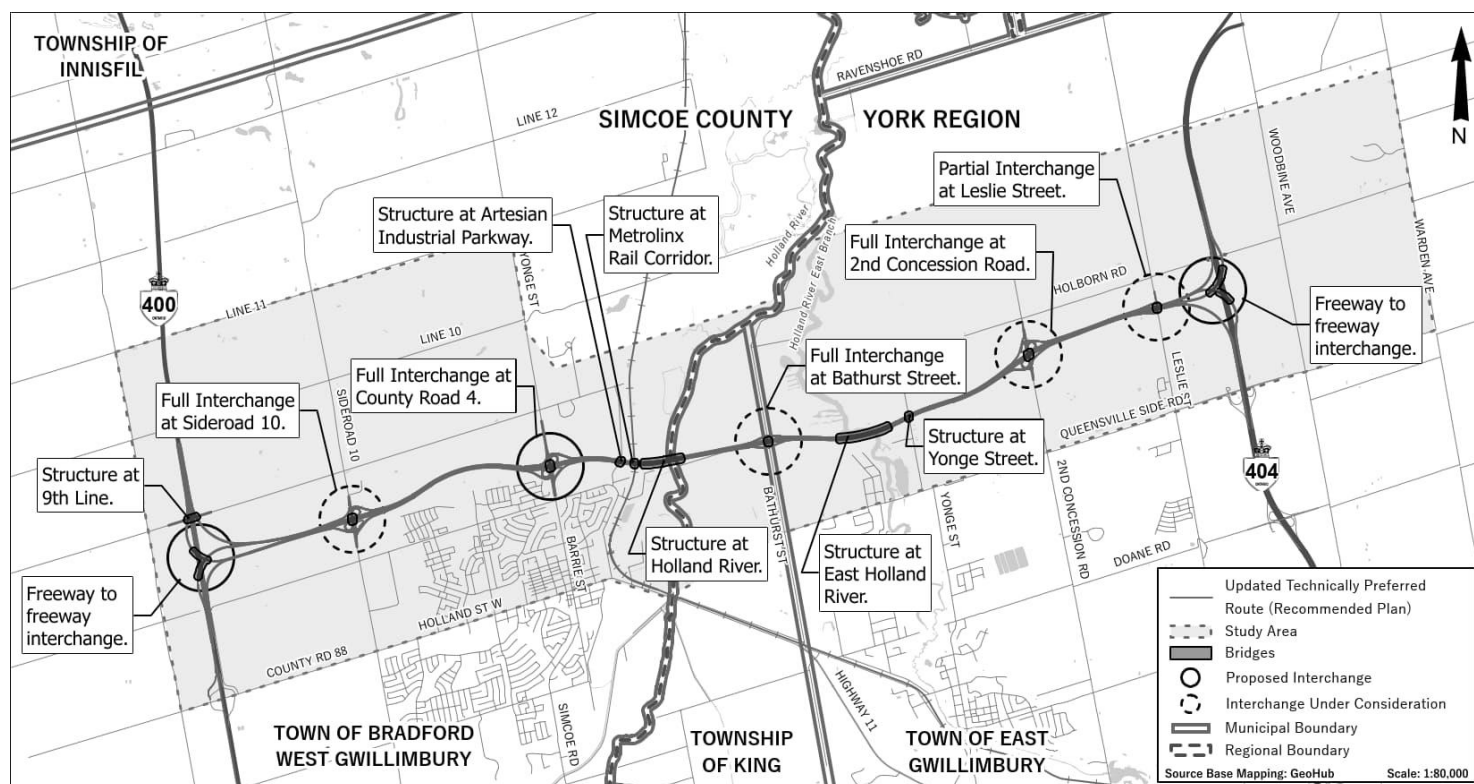 TOWNSHIP OF
INNISFIL
SIMCOE COUNTY
YORK REGION
RAVENSHOE RD
LINE 12
WOODBINE AVE
N
Partial Interchange
at Leslie Street.
Structure at Artesian
Industrial Parkway.
Structure at
Metrolinx
Rail Corridor.
Holland River
Holland River East Branch
Full Interchange at
2nd Concession Road.
YONGE ST
WARDEN AVE
HOLBORN RD
400
ONTARIO
LINE 11
LINE 10
Freeway to
freeway
interchange.
Full Interchange at
County Road 4.
Full Interchange
at Bathurst Street.
LESLIE ST
Full Interchange
at Sideroad 10.
SIDEROAD 10
QUEENSVILLE SIDE RD
Structure at
Yonge Street.
404
ONTARIO
Structure at
9th Line.
BATHURST ST
YONGE ST
2ND CONCESSION RD
Structure at
Holland River.
Structure at
East Holland
River.
DOANE RD
BARRIE ST
Freeway to
freeway
interchange.
HOLLAND ST W
COUNTY RD 88
HIGHWAY 11
SIMCOE RD
TOWN OF BRADFORD
WEST GWILLIMBURY
TOWNSHIP
OF KING
TOWN OF EAST
GWILLIMBURY
Updated Technically Preferred
Route (Recommended Plan)
Study Area
Bridges
Proposed Interchange
Interchange Under Consideration
Municipal Boundary
Regional Boundary
Source Base Mapping: GeoHub
Scale: 1:80,000